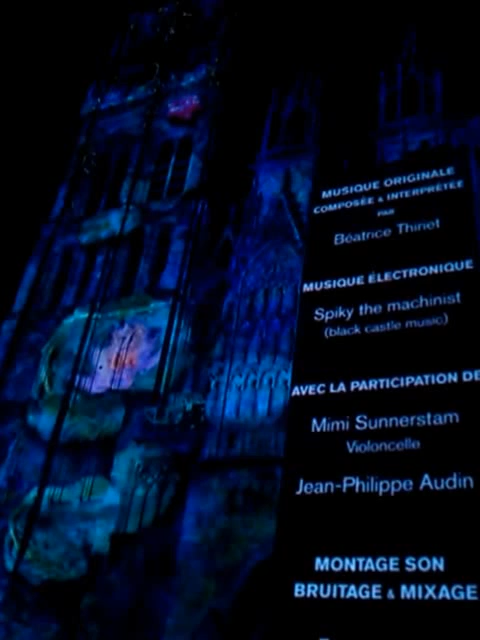 MUSIQUE ORIGINALE
COMPOSÉE & INTERPRÉTÉE
PAR
Béatrice Thiriet
MUSIQUE ÉLECTRONIQUE
Spiky the machinist
(black castle music)
AVEC LA PARTICIPATION DE
Mimi Sunnerstam
Violoncelle
Jean-Philippe Audin
MONTAGE SON
BRUITAGE & MIXAGE